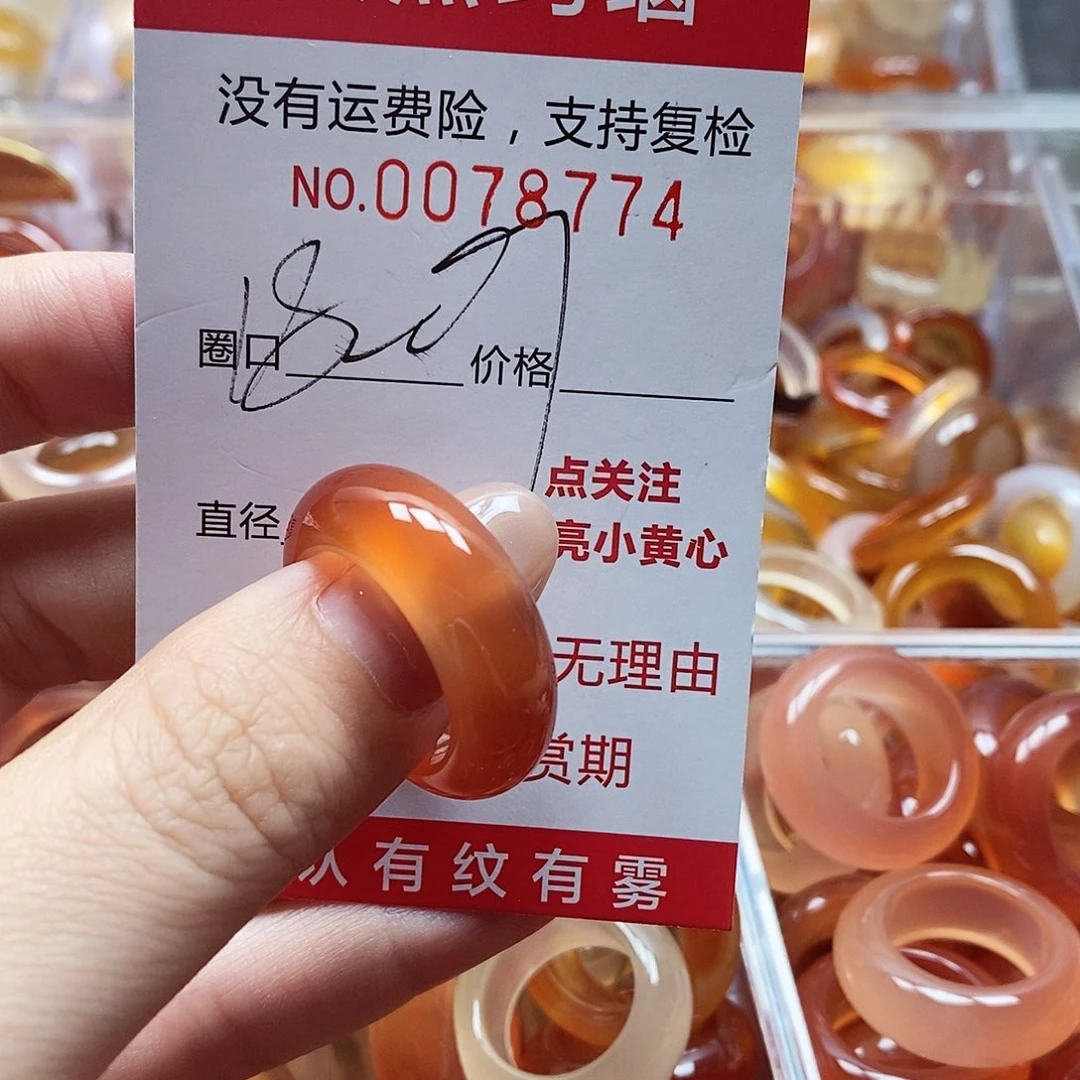 没有运费险，支持复检
NO.0078774
圈口 价格
点关注
直径
亮小黄心
无理由
赏期
认有纹有雾